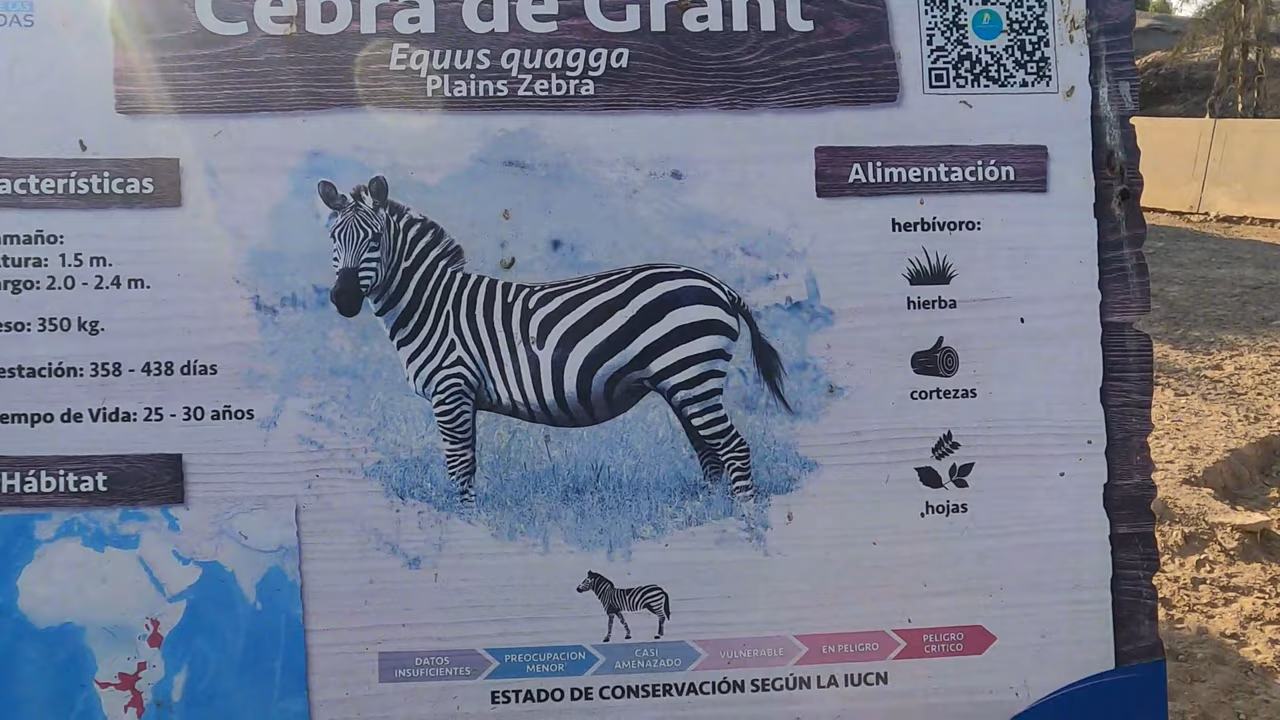 E LAS
DAS
Cebra de Grant
Equus quagga
Plains Zebra
acterísticas
amaño:
tura: 1.5 m.
argo: 2.0 - 2.4 m.
eso: 350 kg.
estación: 358 - 438 días
empo de Vida: 25 - 30 años
Hábitat
Alimentación
herbívoro:
hierba
cortezas
hojas
DATOS
INSUFICIENTES
PREOCUPACION
MENOR
CASI
AMENAZADO
VULNERABLE
EN PELIGRO
PELIGRO
CRITICO
ESTADO DE CONSERVACIÓN SEGÚN LA IUCN